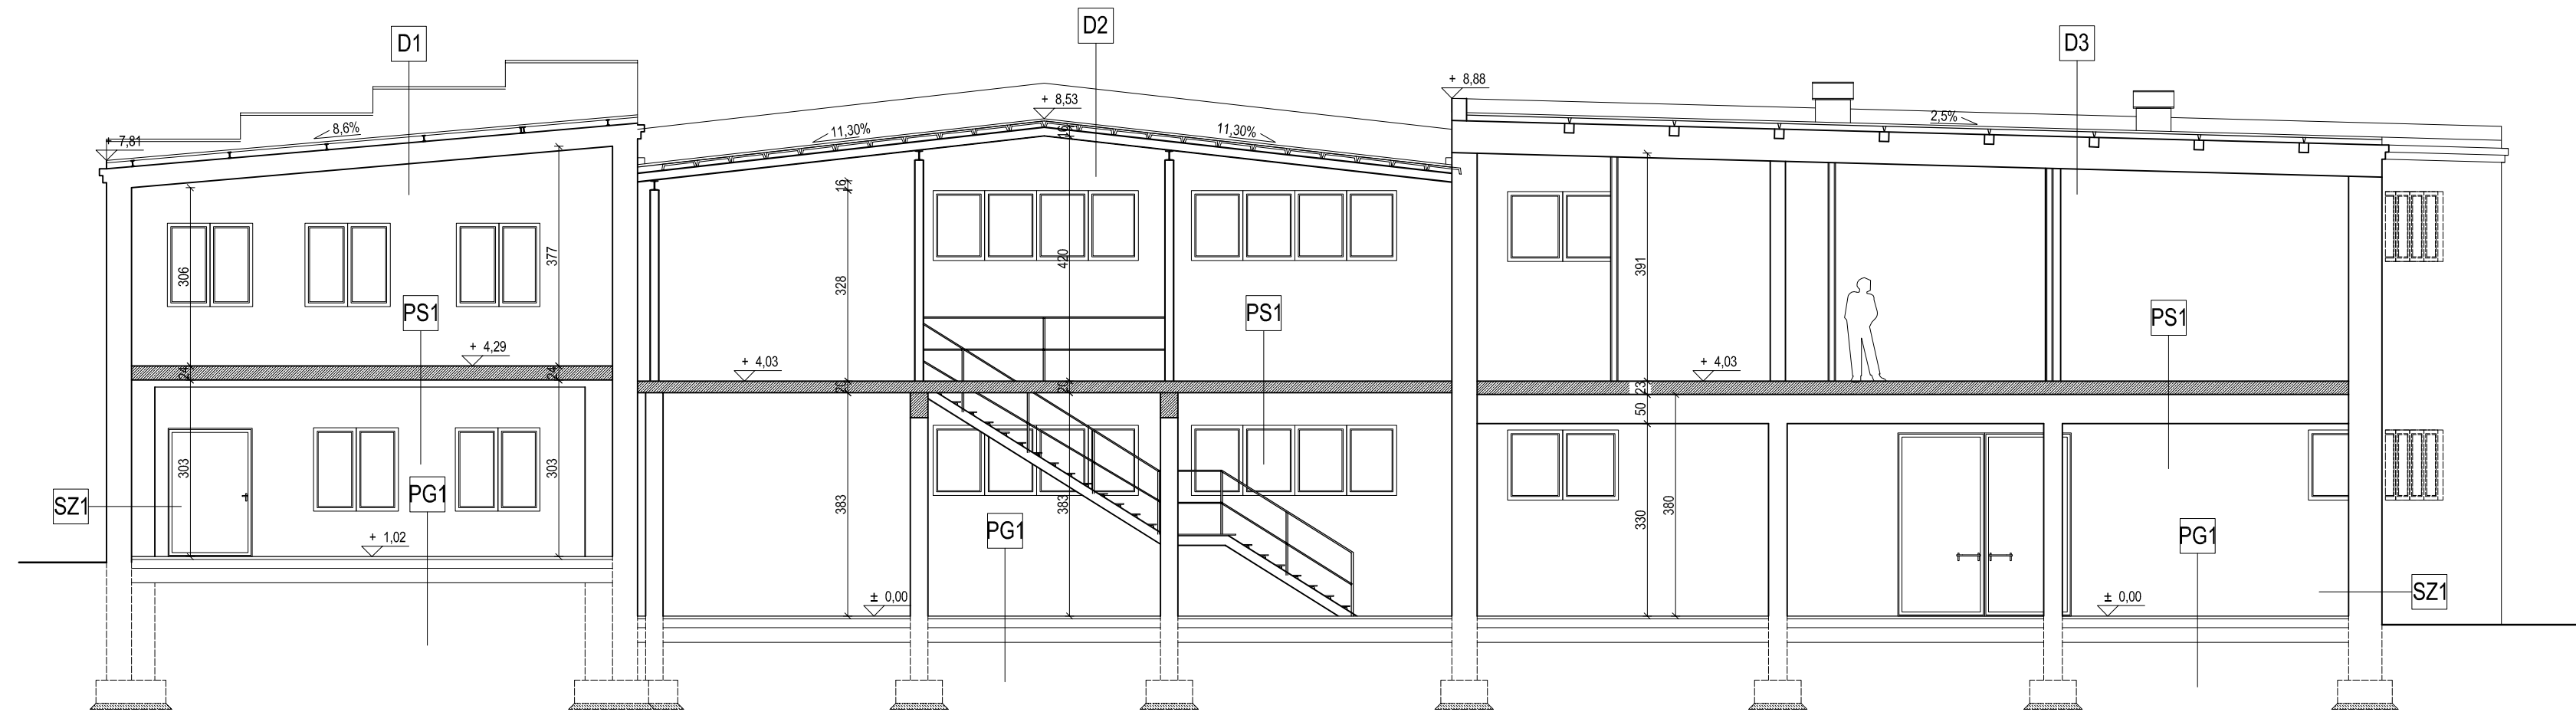 D1
D2
D3
+ 8,88
+ 8,53
8,6%
+ 7,81
11,30%
11,30%
2,5%
16
16
377
306
420
328
391
PS1
PS1
PS1
+ 4,29
+ 4,03
+ 4,03
24
24
20
20
23
50
303
303
383
383
330
380
PG1
SZ1
PG1
PG1
+ 1,02
± 0,00
± 0,00
SZ1